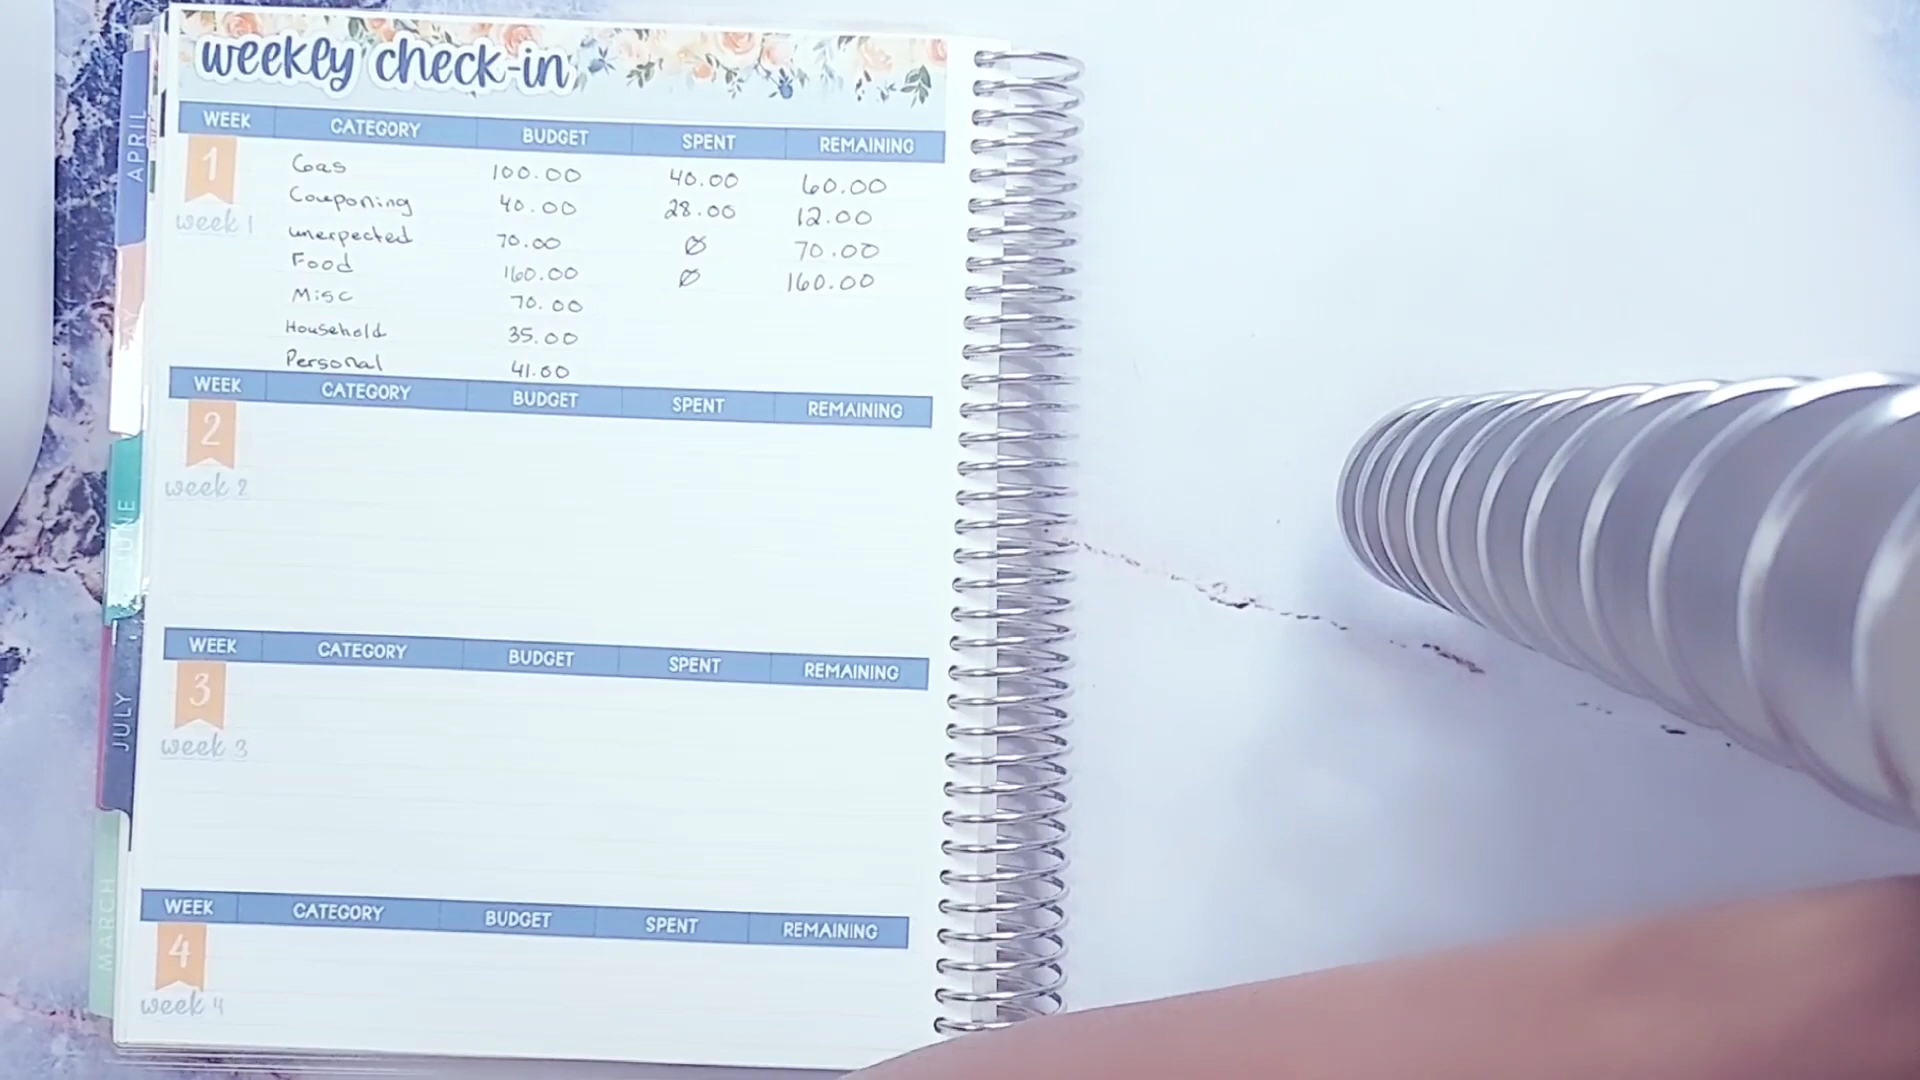 weekly check-in
WEEK CATEGORY BUDGET SPENT REMAINING
1 Gas 100.00 40.00 60.00
week 1 Couponing 40.00 28.00 12.00
unexpected 70.00 Ø 70.00
Food 160.00 Ø 160.00
Misc 70.00
Household 35.00
Personal 41.00
WEEK CATEGORY BUDGET SPENT REMAINING
2
week 2
WEEK CATEGORY BUDGET SPENT REMAINING
3
week 3
WEEK CATEGORY BUDGET SPENT REMAINING
4
week 4
APRIL
JUNE
JULY
MARCH